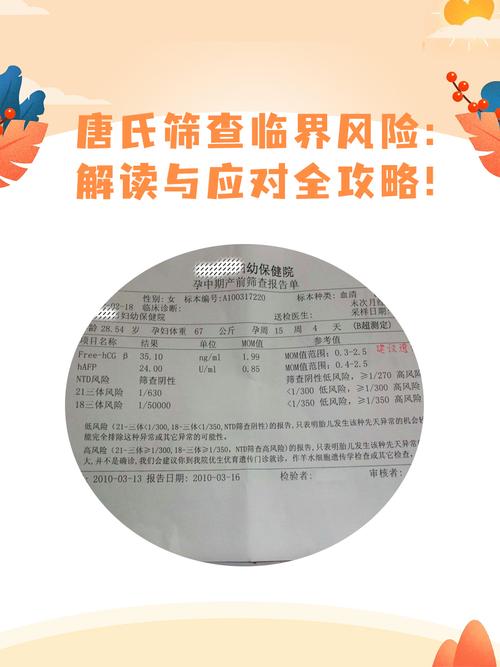 唐氏筛查临界风险:
解读与应对全攻略!
妇幼保健院
孕中期产前筛查报告单
性别: 女 标本编号:A100317220 标本种类: 血清
-02-18 临床诊断: 末次月
妇幼保健院 送检医生: 采样日期
龄 28.54 岁 孕妇体重 67 公斤 孕周 15 周 4 天 (B超测定)
项目名称 结果 单位 MOM值 参考值
Free-hCG β 35.10 ng/ml 1.99 MOM值范围: 0.3-2.5 建议
hAFP 24.00 U/ml 0.85 MOM值范围: 0.4-2.5
NTD风险 筛查阴性 筛查阴性低风险,
21三体风险 1/630 <1/300 低风险, ≥1/270 高风险
18三体风险 1/50000 <1/350 低风险, ≥1/350 高风险
低风险 (21-三体<1/300,18-三体<1/350,NTD筛查阴性) 的报告, 只表明胎儿发生该种先天异常的机会较
能完全排除这种异常或其它异常的可能性。
高风险 (21-三体≥1/300,18-三体≥1/350, NTD筛查高风险) 的报告, 只表明胎儿发生该种先天异常
大, 并不是确诊, 我们会建议你到我院优生优育遗传门诊就诊, 作羊水细胞遗传学检查或其它检
2010-03-13 报告日期: 2010-03-16 检验者: 审核者: